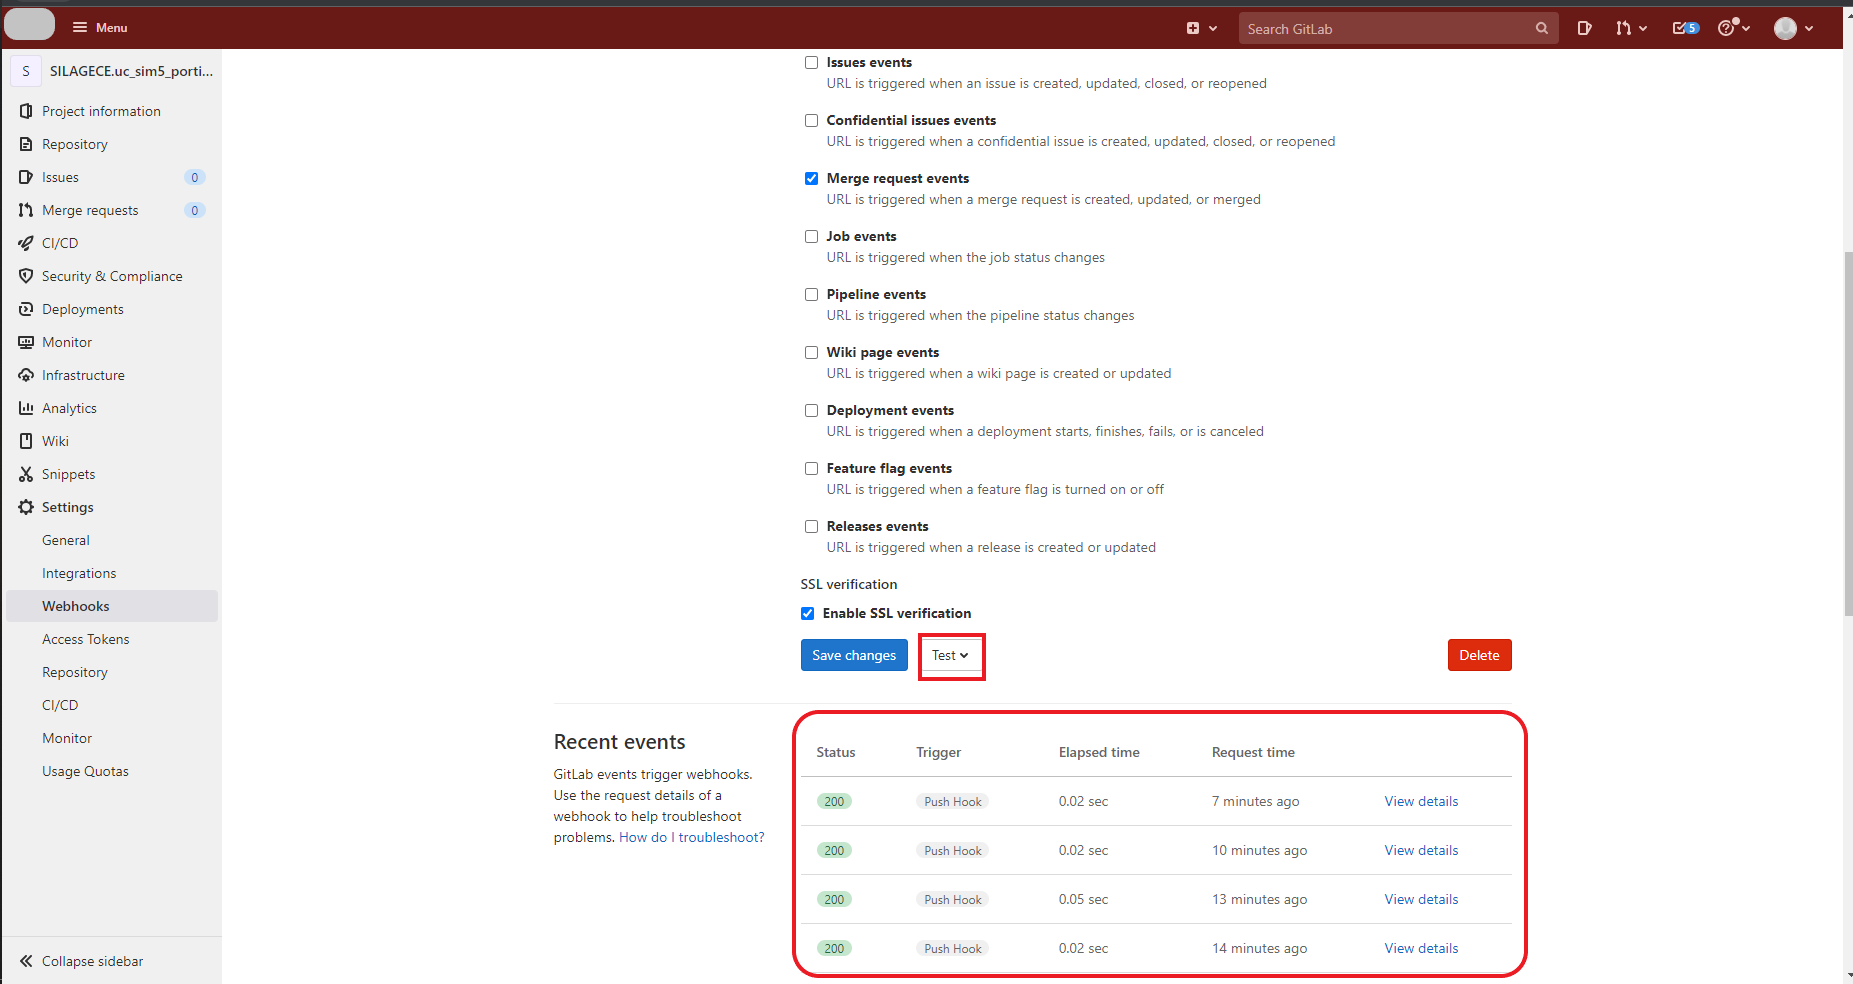 Menu
Search GitLab
5
S SILAGECE.uc_sim5_porti...
Project information
Repository
Issues 0
Merge requests 0
CI/CD
Security & Compliance
Deployments
Monitor
Infrastructure
Analytics
Wiki
Snippets
Settings
General
Integrations
Webhooks
Access Tokens
Repository
CI/CD
Monitor
Usage Quotas
Collapse sidebar
Issues events
URL is triggered when an issue is created, updated, closed, or reopened
Confidential issues events
URL is triggered when a confidential issue is created, updated, closed, or reopened
Merge request events
URL is triggered when a merge request is created, updated, or merged
Job events
URL is triggered when the job status changes
Pipeline events
URL is triggered when the pipeline status changes
Wiki page events
URL is triggered when a wiki page is created or updated
Deployment events
URL is triggered when a deployment starts, finishes, fails, or is canceled
Feature flag events
URL is triggered when a feature flag is turned on or off
Releases events
URL is triggered when a release is created or updated
SSL verification
Enable SSL verification
Save changes Test Delete
Recent events
GitLab events trigger webhooks.
Use the request details of a
webhook to help troubleshoot
problems. How do I troubleshoot?
Status Trigger Elapsed time Request time
200 Push Hook 0.02 sec 7 minutes ago View details
200 Push Hook 0.02 sec 10 minutes ago View details
200 Push Hook 0.05 sec 13 minutes ago View details
200 Push Hook 0.02 sec 14 minutes ago View details